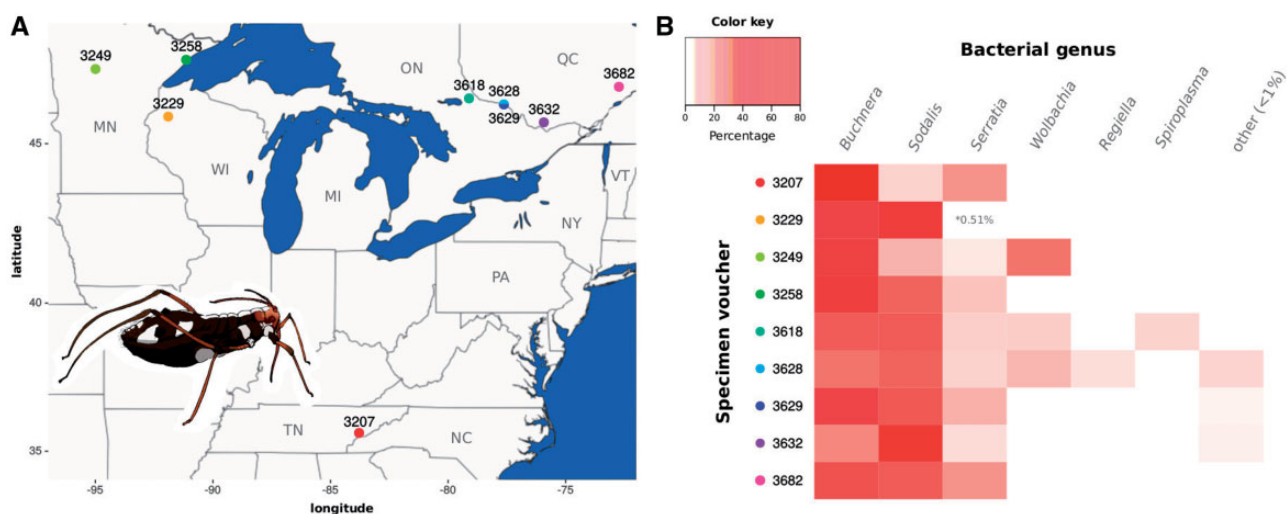 A
3249
3258
3229
MN
WI
MI
ON
QC
3618
3628
3629
3632
3682
VT
NY
PA
TN
3207
NC
45
40
35
latitude
-95
-90
-85
-80
-75
longitude
B
Color key
0 20 40 60 80
Percentage
Bacterial genus
Buchnera
Sodalis
Serratia
Wolbachia
Regiella
Spiroplasma
other (<1%)
Specimen voucher
3207
3229 *0.51%
3249
3258
3618
3628
3629
3632
3682